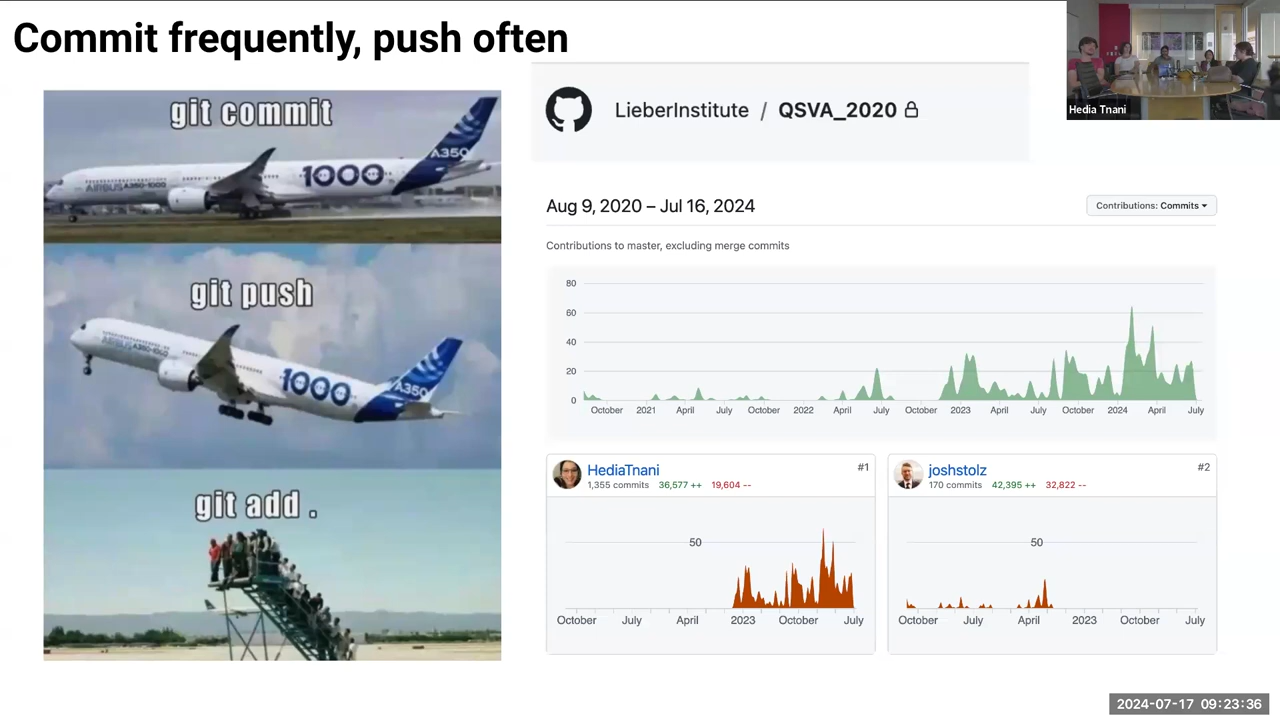 Commit frequently, push often
Hedia Tnani
git commit
A350
AIRBUS A350-1000
1000
git push
1000
A350
git add .
LieberInstitute / QSVA_2020
Aug 9, 2020 – Jul 16, 2024
Contributions: Commits
Contributions to master, excluding merge commits
80
60
40
20
0
October 2021 April July October 2022 April July October 2023 April July October 2024 April July
HediaTnani #1
1,355 commits 36,577 ++ 19,604 --
50
October July April 2023 October July
joshstolz #2
170 commits 42,395 ++ 32,822 --
50
October July April 2023 October July
2024-07-17 09:23:36